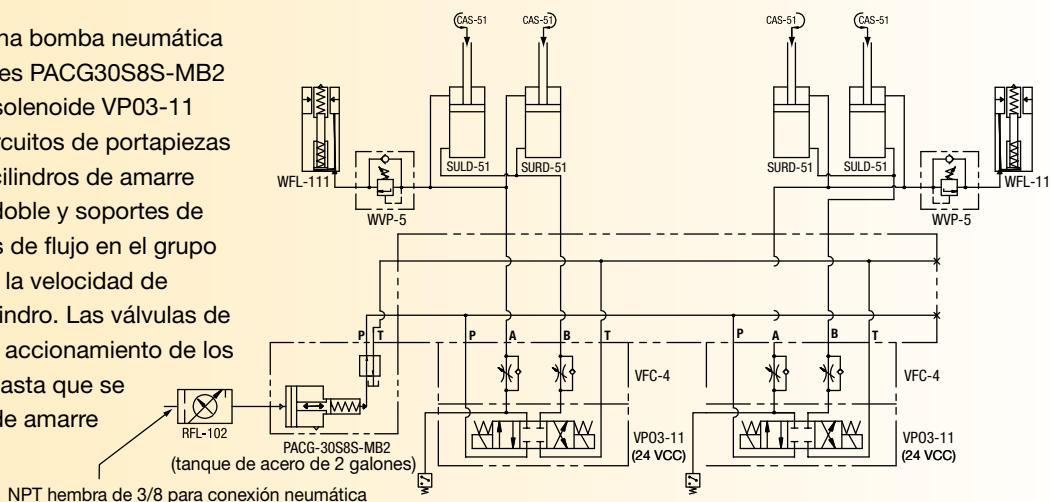 na bomba neumática
es PACG30S8S-MB2
solenoide VP03-11
rcuitos de portapiezas
cilindros de amarre
doble y soportes de
s de flujo en el grupo
la velocidad de
indro. Las válvulas de
accionamiento de los
asta que se
de amarre
CAS-51
CAS-51
CAS-51
CAS-51
SULD-51
SURD-51
SURD-51
SULD-51
WFL-111
WFL-11
WVP-5
WVP-5
P T
P
A
B
T
P
A
B
T
VFC-4
VFC-4
RFL-102
PACG-30S8S-MB2
(tanque de acero de 2 galones)
VP03-11
(24 VCC)
VP03-11
(24 VCC)
NPT hembra de 3/8 para conexión neumática